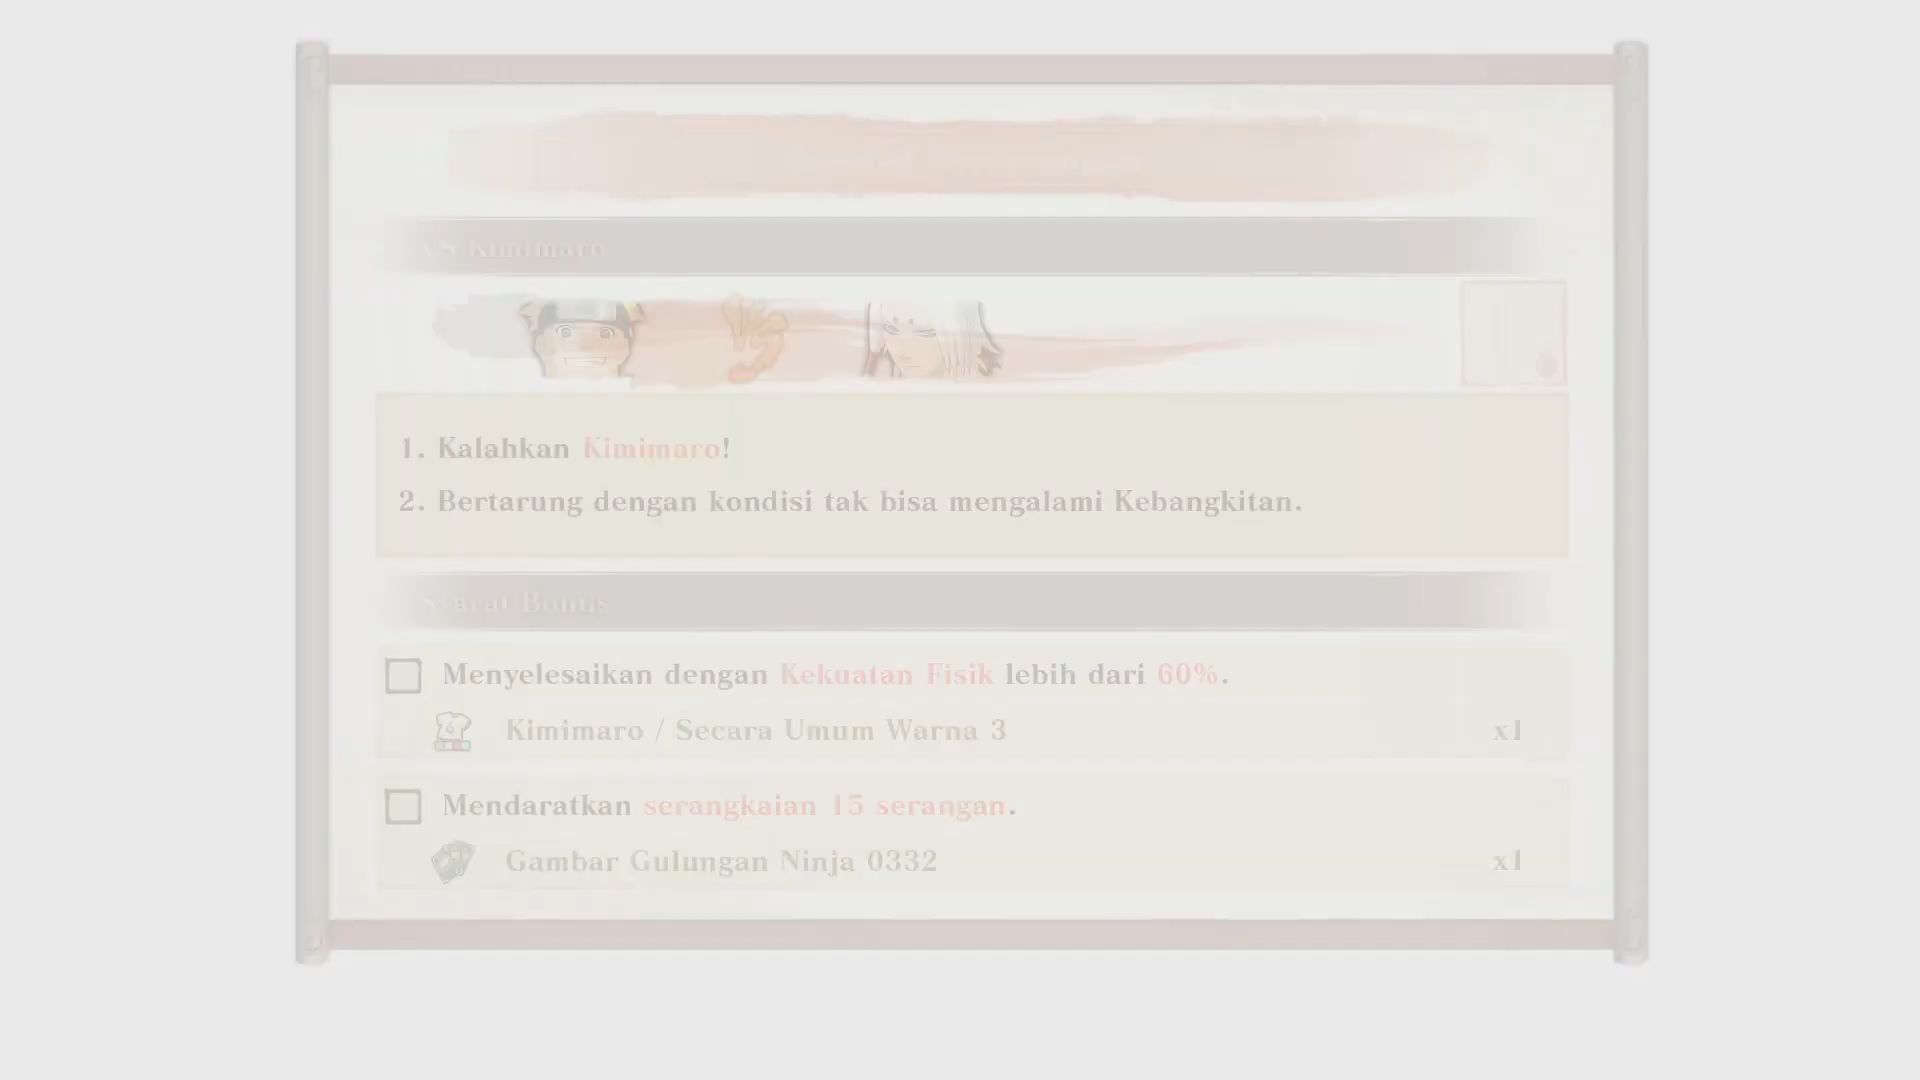 VS Kimimaro
1. Kalahkan Kimimaro!
2. Bertarung dengan kondisi tak bisa mengalami Kebangkitan.
Syarat Bonus
Menyelesaikan dengan Kekuatan Fisik lebih dari 60%.
Kimimaro / Secara Umum Warna 3 x1
Mendaratkan serangkaian 15 serangan.
Gambar Gulungan Ninja 0332 x1